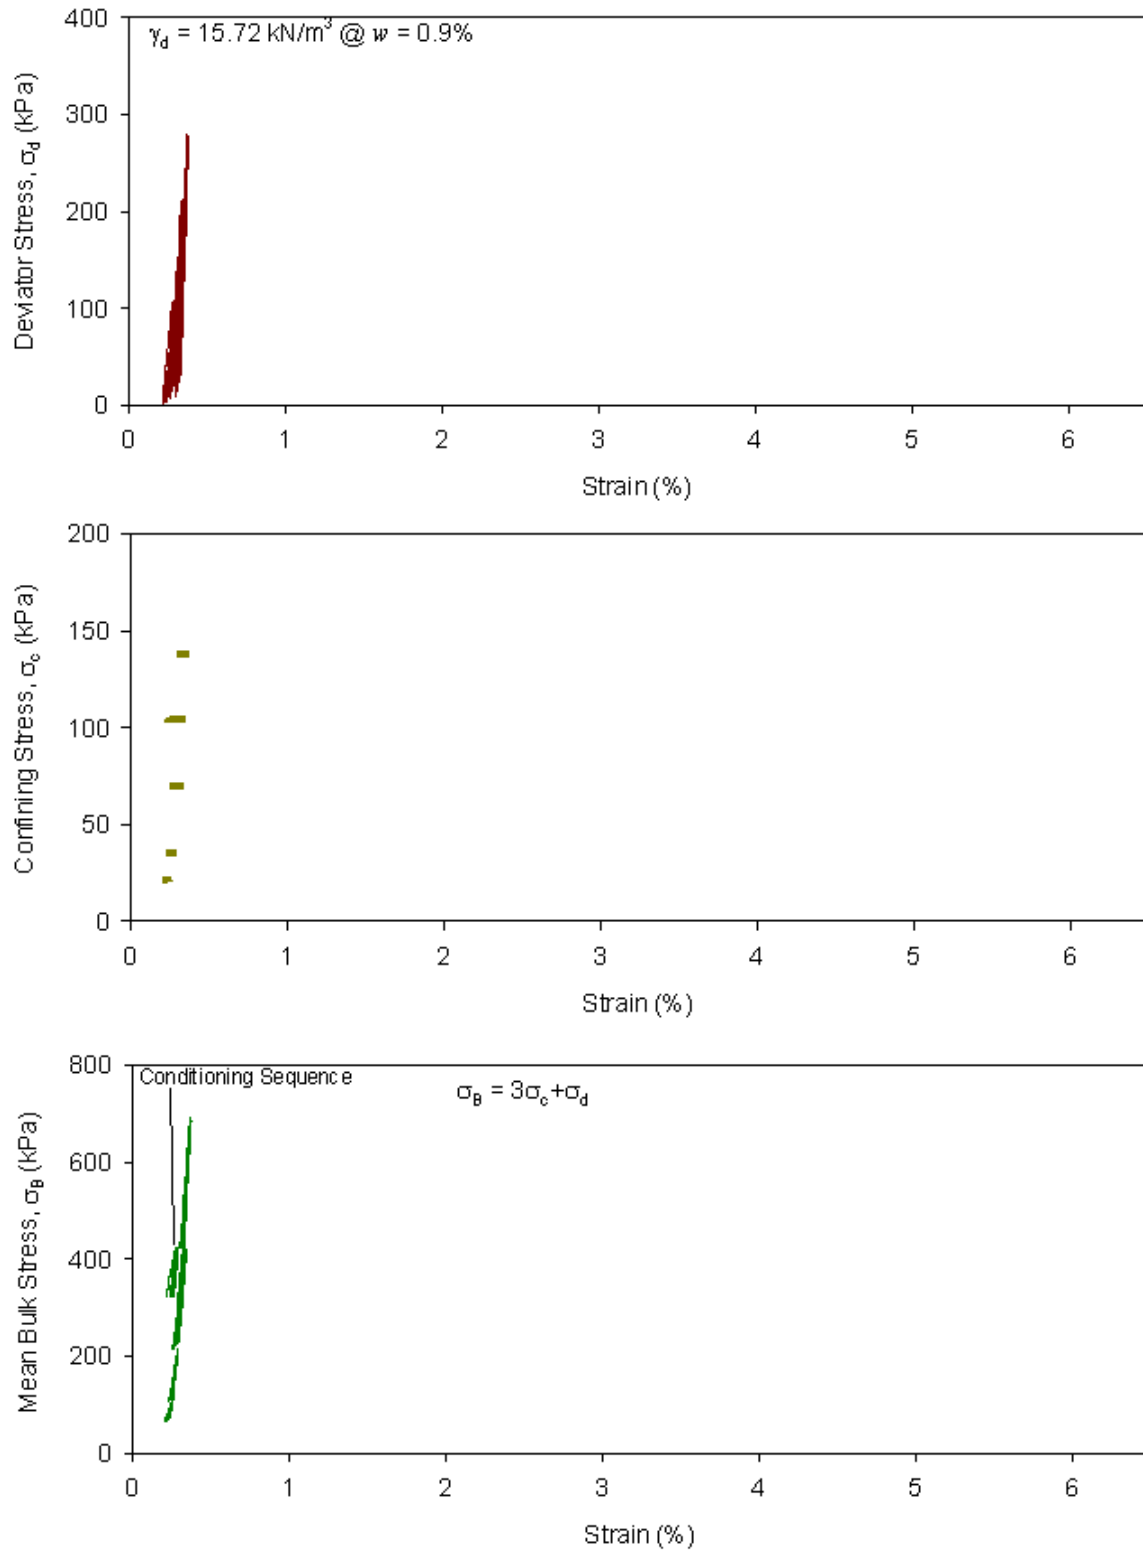 400
γd = 15.72 kN/m³ @ w = 0.9%
300
200
100
0
Deviator Stress, σd (kPa)
0 1 2 3 4 5 6
Strain (%)
200
150
100
50
0
Confining Stress, σc (kPa)
0 1 2 3 4 5 6
Strain (%)
800
Conditioning Sequence
σB = 3σc+σd
600
400
200
0
Mean Bulk Stress, σB (kPa)
0 1 2 3 4 5 6
Strain (%)